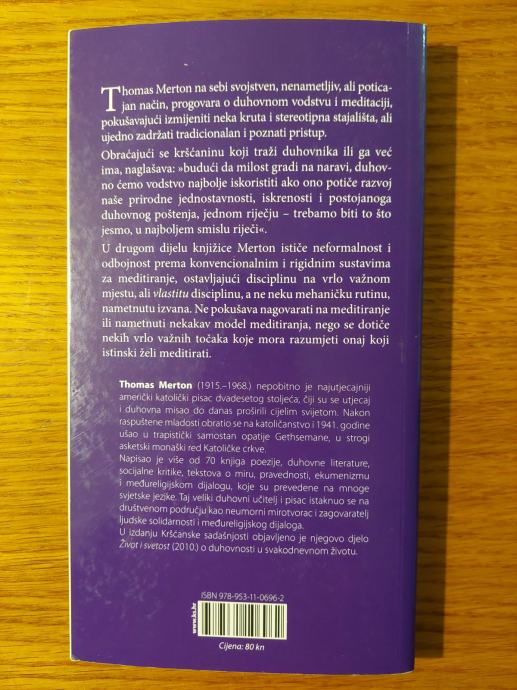 Thomas Merton na sebi svojstven, nenametljiv, ali potica-
jan način, progovara o duhovnom vodstvu i meditaciji,
pokušavajući izmijeniti neka kruta i stereotipna stajališta, ali
ujedno zadržati tradicionalan i poznati pristup.
Obraćajući se kršćaninu koji traži duhovnika ili ga već
ima, naglašava: »budući da milost gradi na naravi, duhov-
no ćemo vodstvo najbolje iskoristiti ako ono potiče razvoj
naše prirodne jednostavnosti, iskrenosti i postojanoga
duhovnog poštenja, jednom riječju – trebamo biti to što
jesmo, u najboljem smislu riječi«.
U drugom dijelu knjižice Merton ističe neformalnost i
odbojnost prema konvencionalnim i rigidnim sustavima
za meditiranje, ostavljajući disciplinu na vrlo važnom
mjestu, ali vlastitu disciplinu, a ne neku mehaničku rutinu,
nametnutu izvana. Ne pokušava nagovarati na meditiranje
ili nametnuti nekakav model meditiranja, nego se dotiče
nekih vrlo važnih točaka koje mora razumjeti onaj koji
istinski želi meditirati.
Thomas Merton (1915.–1968.) nepobitno je najutjecajniji
američki katolički pisac dvadesetog stoljeća, čiji su se utjecaj
i duhovna misao do danas proširili cijelim svijetom. Nakon
raspuštene mladosti obratio se na katoličanstvo i 1941. godine
ušao u trapistički samostan opatije Gethsemane, u strogi
asketski monaški red Katoličke crkve.
Napisao je više od 70 knjiga poezije, duhovne literature,
socijalne kritike, tekstova o miru, pravednosti, ekumenizmu
i međureligijskom dijalogu, koje su prevedene na mnoge
svjetske jezike. Taj veliki duhovni učitelj i pisac istaknuo se na
društvenom području kao neumorni mirotvorac i zagovaratelj
ljudske solidarnosti i međureligijskog dijaloga.
U izdanju Kršćanske sadašnjosti objavljeno je njegovo djelo
Život i svetost (2010.) o duhovnosti u svakodnevnom životu.
ISBN 978-953-11-0696-2
www.ks.hr
Cijena: 80 kn